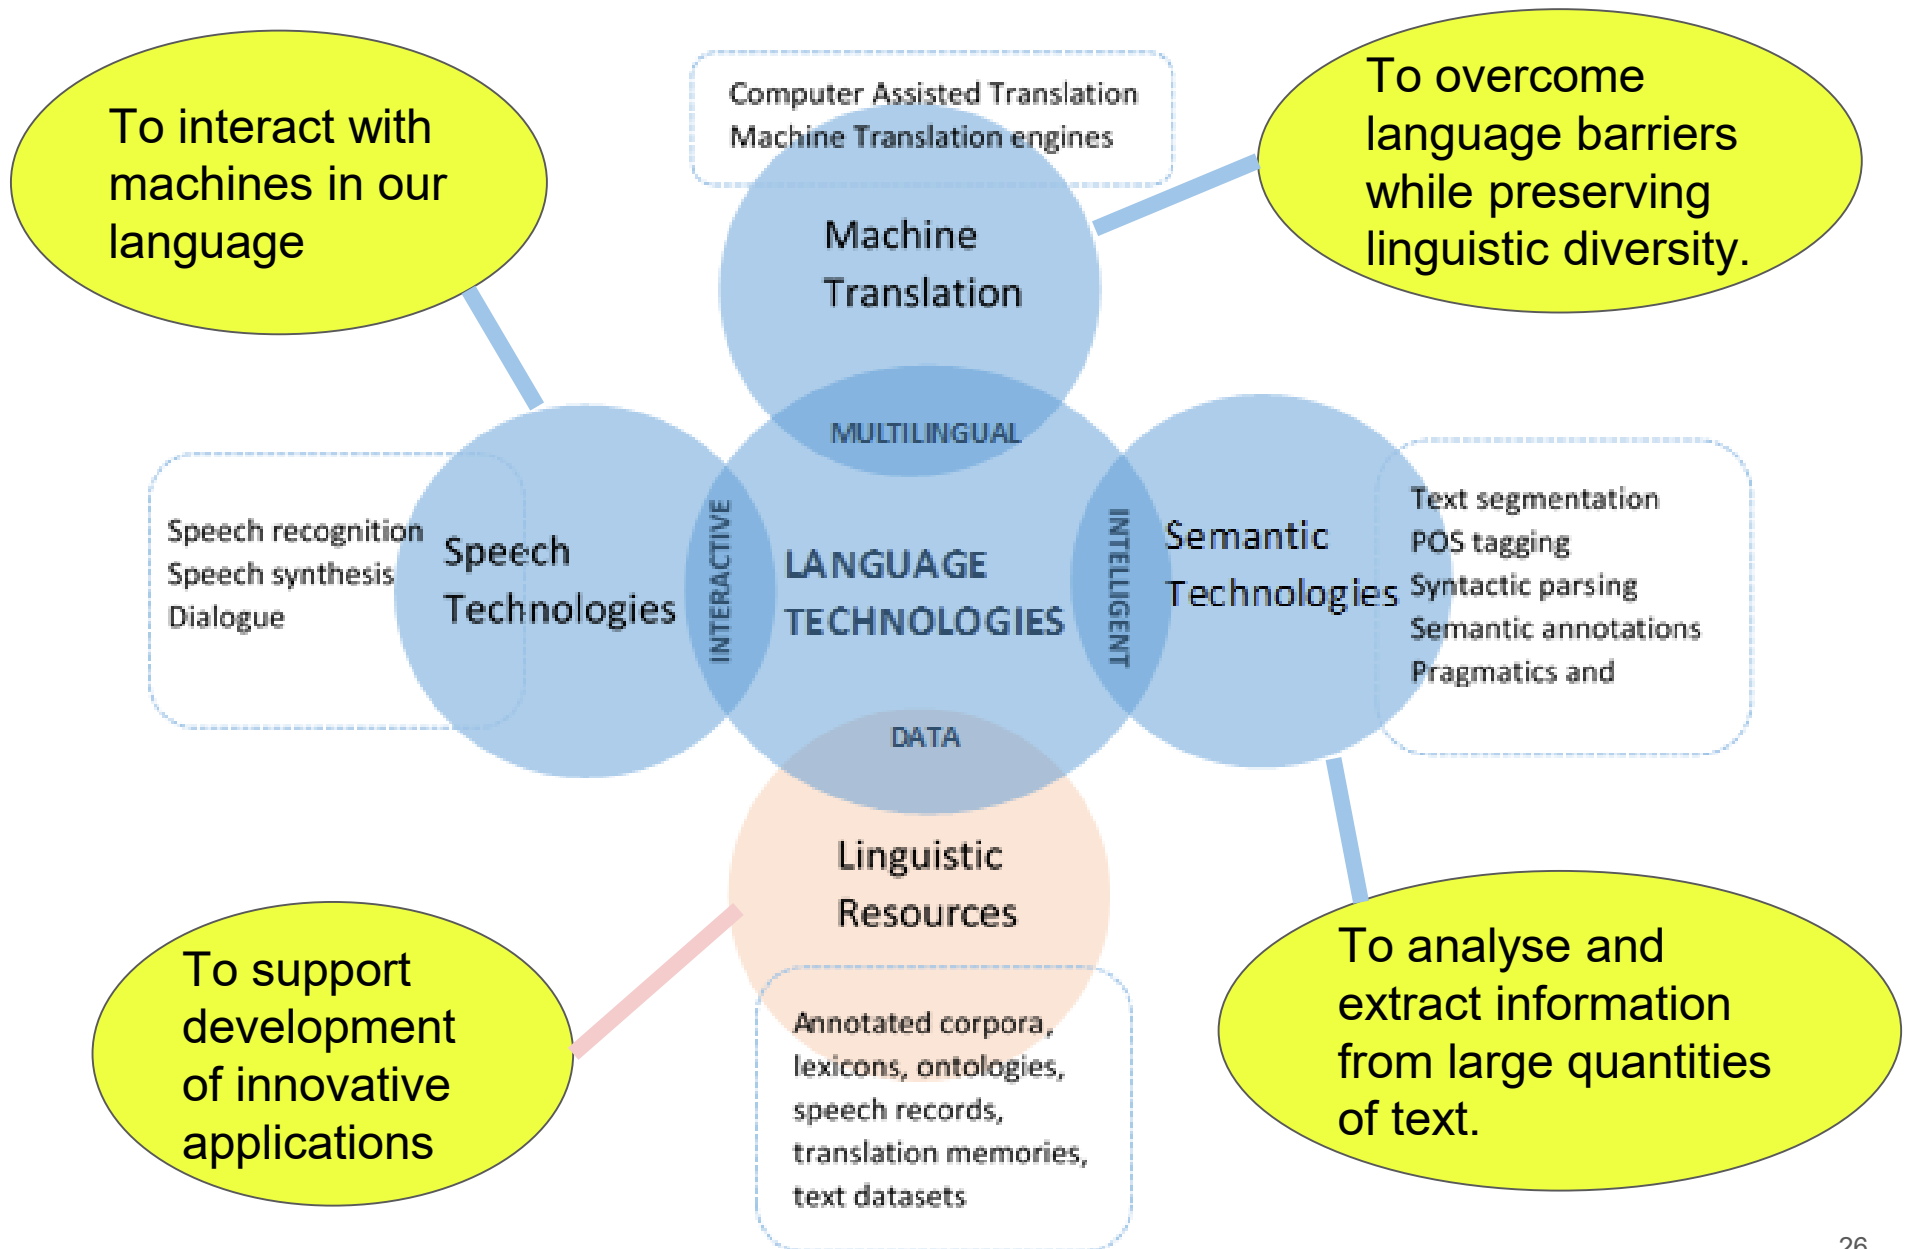 To interact with
machines in our
language
Computer Assisted Translation
Machine Translation engines
To overcome
language barriers
while preserving
linguistic diversity.
Machine
Translation
MULTILINGUAL
Speech recognition
Speech synthesis
Dialogue
Speech
Technologies
INTERACTIVE
LANGUAGE
TECHNOLOGIES
INTELLIGENT
Semantic
Technologies
Text segmentation
POS tagging
Syntactic parsing
Semantic annotations
Pragmatics and
DATA
Linguistic
Resources
To support
development
of innovative
applications
Annotated corpora,
lexicons, ontologies,
speech records,
translation memories,
text datasets
To analyse and
extract information
from large quantities
of text.
26